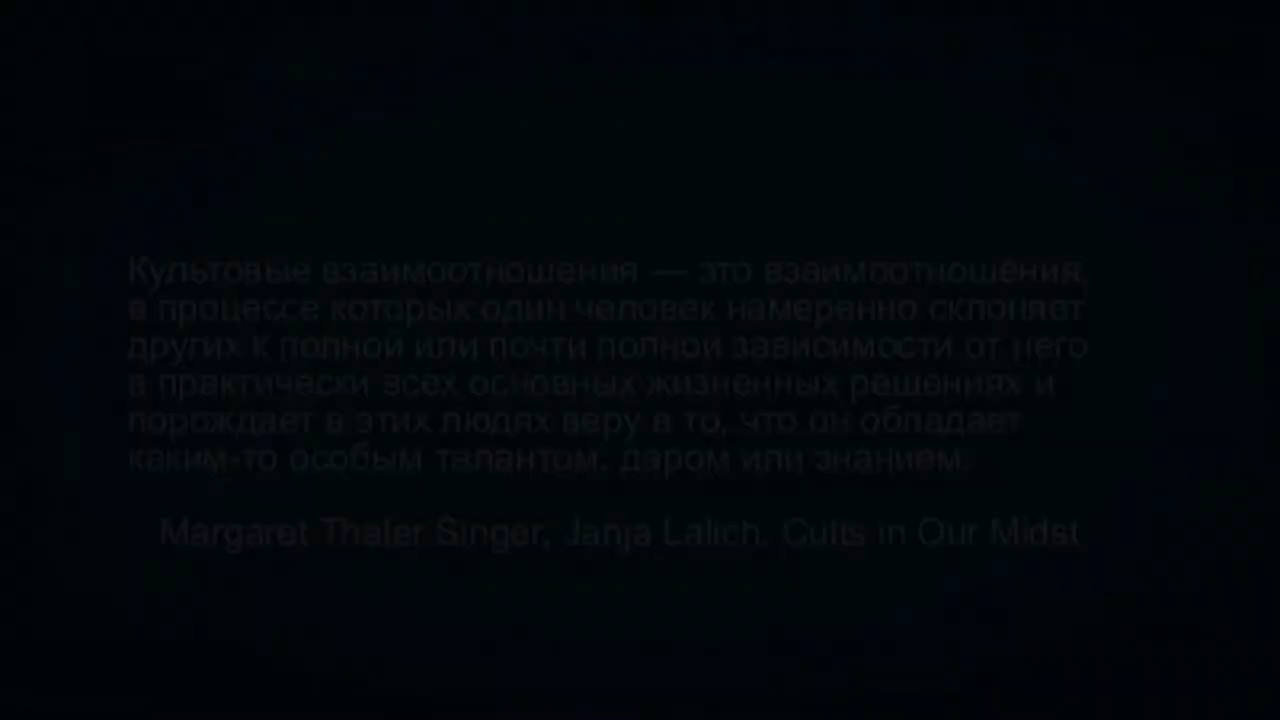 Культовые взаимоотношения — это взаимоотношения,
в процессе которых один человек намеренно склоняет
других к полной или почти полной зависимости от него
в практически всех основных жизненных решениях и
порождает в этих людях веру в то, что он обладает
каким-то особым талантом, даром или знанием.
Margaret Thaler Singer, Janja Lalich. Cults in Our Midst